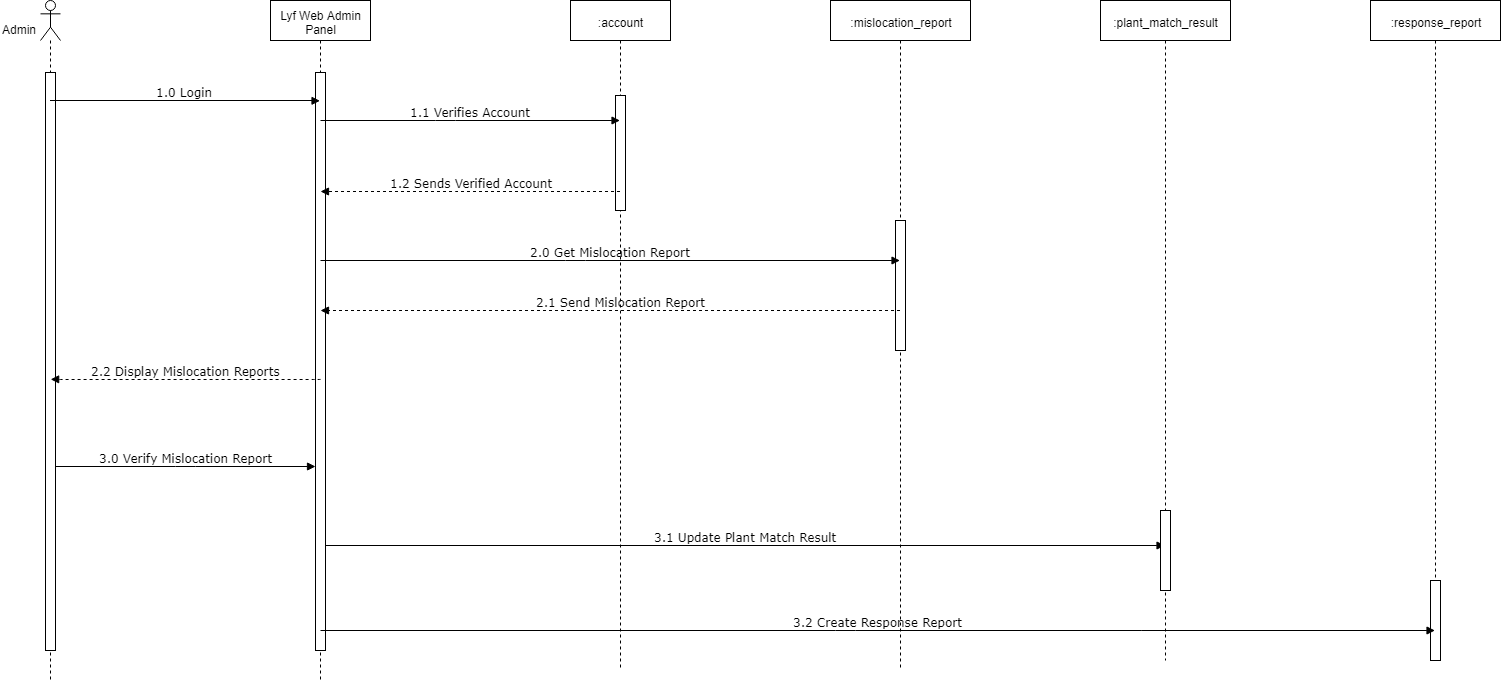 Admin
Lyf Web Admin
Panel
:account
:mislocation_report
:plant_match_result
:response_report
1.0 Login
1.1 Verifies Account
1.2 Sends Verified Account
2.0 Get Mislocation Report
2.1 Send Mislocation Report
2.2 Display Mislocation Reports
3.0 Verify Mislocation Report
3.1 Update Plant Match Result
3.2 Create Response Report